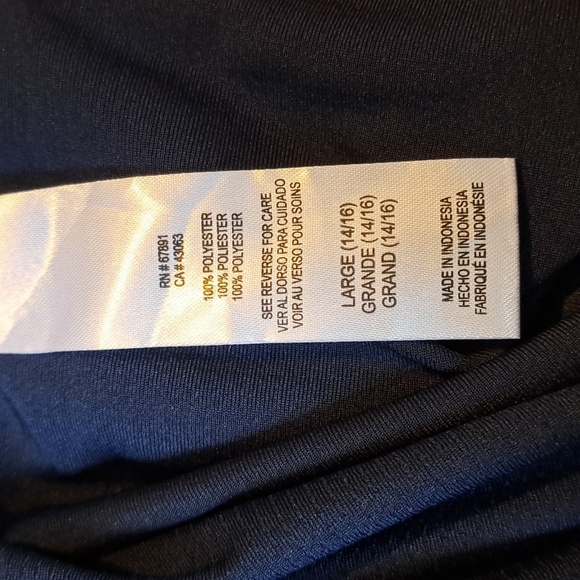 RN # 67891
CA # 43063
100% POLYESTER
100% POLIESTER
100% POLYESTER
SEE REVERSE FOR CARE
VER AL DORSO PARA CUIDADO
VOIR AU VERSO POUR SOINS
LARGE (14/16)
GRANDE (14/16)
GRAND (14/16)
MADE IN INDONESIA
HECHO EN INDONESIA
FABRIQUÉ EN INDONÉSIE